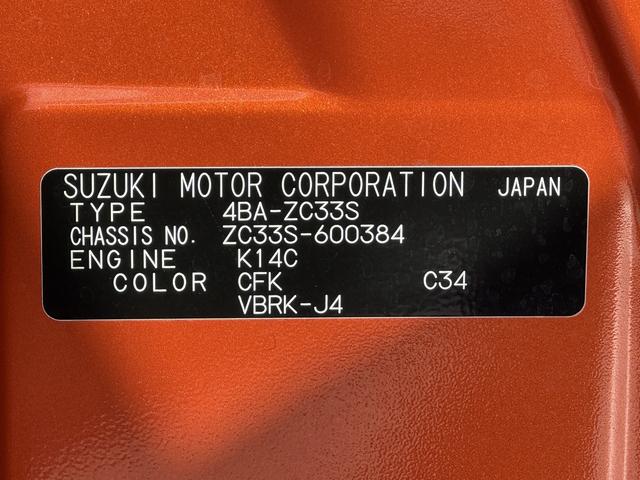 SUZUKI MOTOR CORPORATION JAPAN
TYPE 4BA-ZC33S
CHASSIS NO. ZC33S-600384
ENGINE K14C
COLOR CFK C34
VBRK-J4